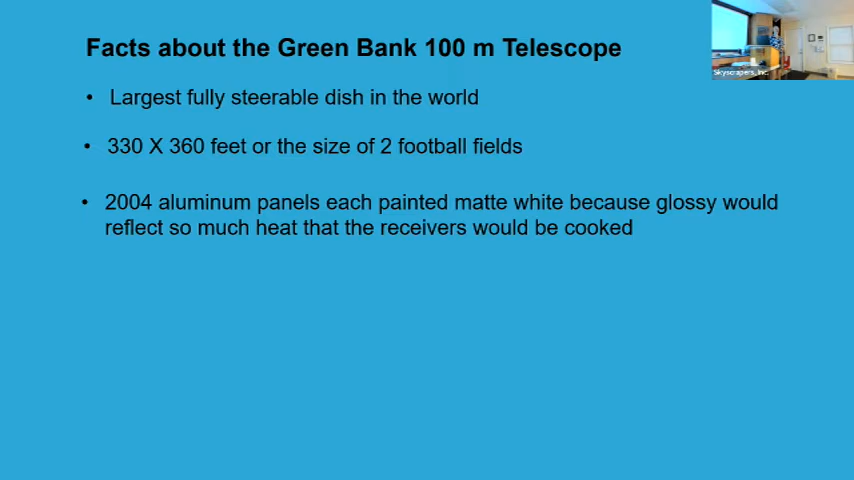 Facts about the Green Bank 100 m Telescope
• Largest fully steerable dish in the world
• 330 X 360 feet or the size of 2 football fields
• 2004 aluminum panels each painted matte white because glossy would
reflect so much heat that the receivers would be cooked
Skyscrapers, Inc.